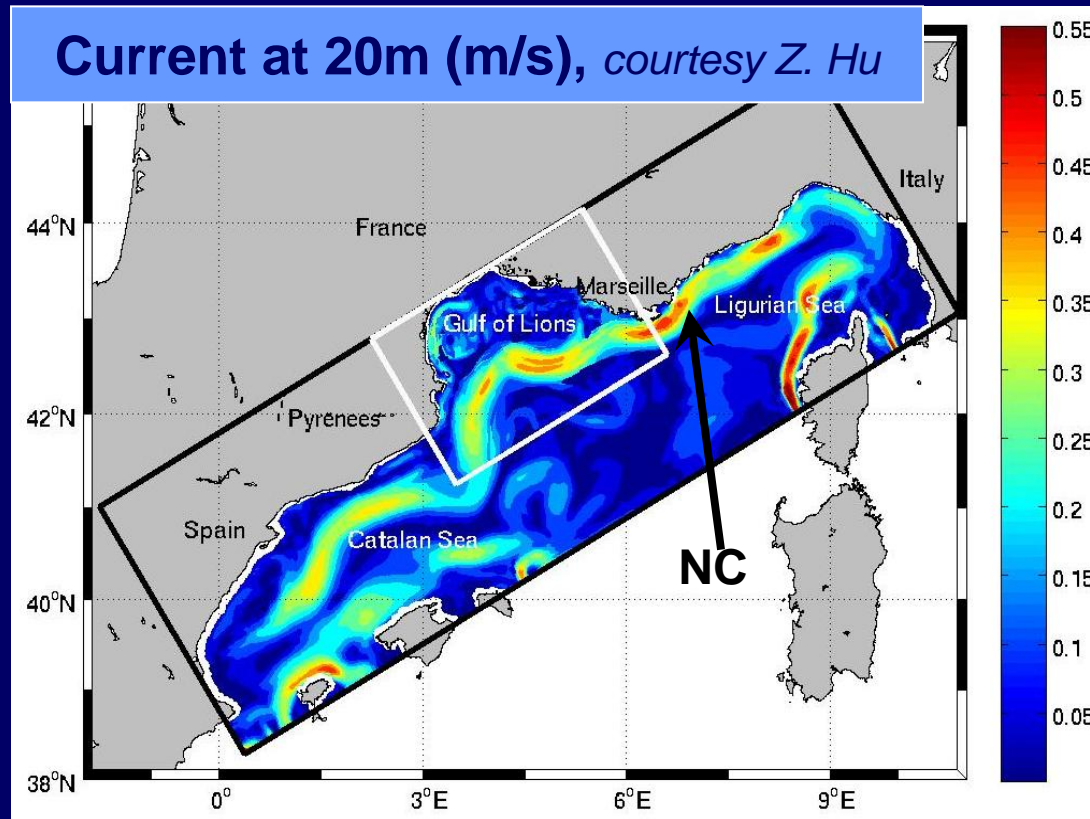 Current at 20m (m/s), courtesy Z. Hu
0.55
0.5
0.45
0.4
0.35
0.3
0.25
0.2
0.15
0.1
0.05
44°N
42°N
40°N
38°N
0°
3°E
6°E
9°E
Italy
France
Marseille
Ligurian Sea
Gulf of Lions
Pyrenees
Spain
Catalan Sea
NC